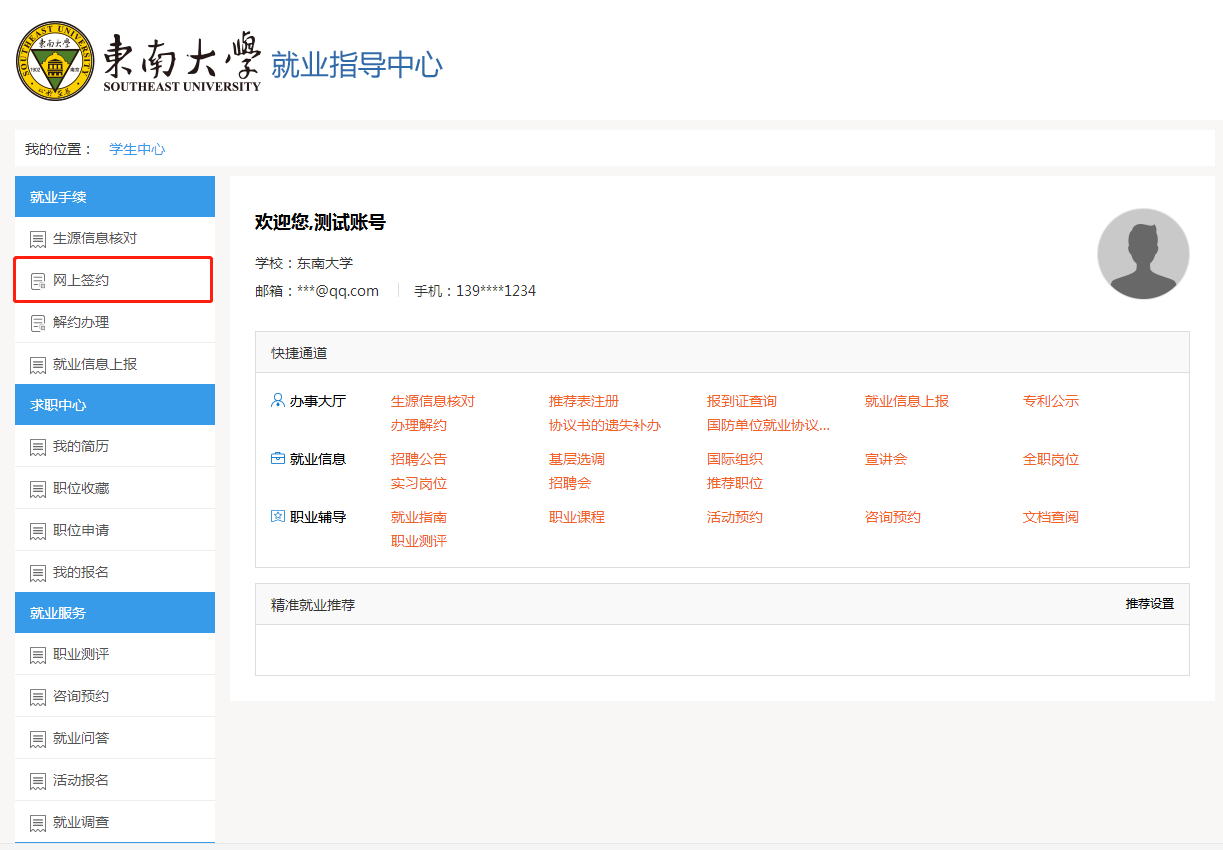 SOUTHEAST UNIVERSITY
東南大學
1902
南京
東南大學
SOUTHEAST UNIVERSITY
就业指导中心
我的位置： 学生中心
就业手续
生源信息核对
网上签约
解约办理
就业信息上报
求职中心
我的简历
职位收藏
职位申请
我的报名
就业服务
职业测评
咨询预约
就业问答
活动报名
就业调查
欢迎您,测试账号
学校：东南大学
邮箱：***@qq.com 手机：139****1234
快捷通道
办事大厅 生源信息核对 推荐表注册 报到证查询 就业信息上报 专利公示
办理解约 协议书的遗失补办 国防单位就业协议...
就业信息 招聘公告 基层选调 国际组织 宣讲会 全职岗位
实习岗位 招聘会 推荐职位
职业辅导 就业指南 职业课程 活动预约 咨询预约 文档查阅
职业测评
精准就业推荐 推荐设置